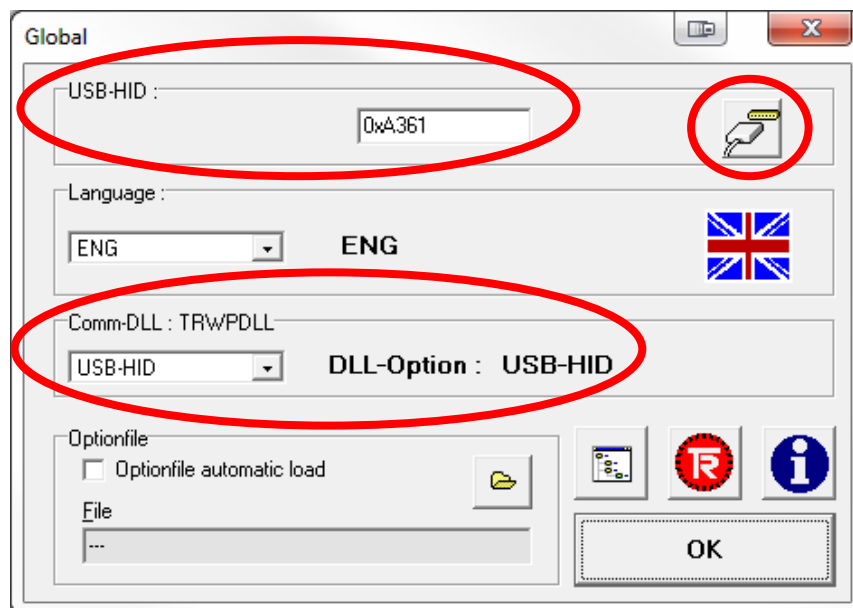 Global
USB-HID :
0xA361
Language :
ENG
ENG
Comm-DLL : TRWPDLL
USB-HID
DLL-Option : USB-HID
Optionfile
Optionfile automatic load
File
---
TR
i
OK